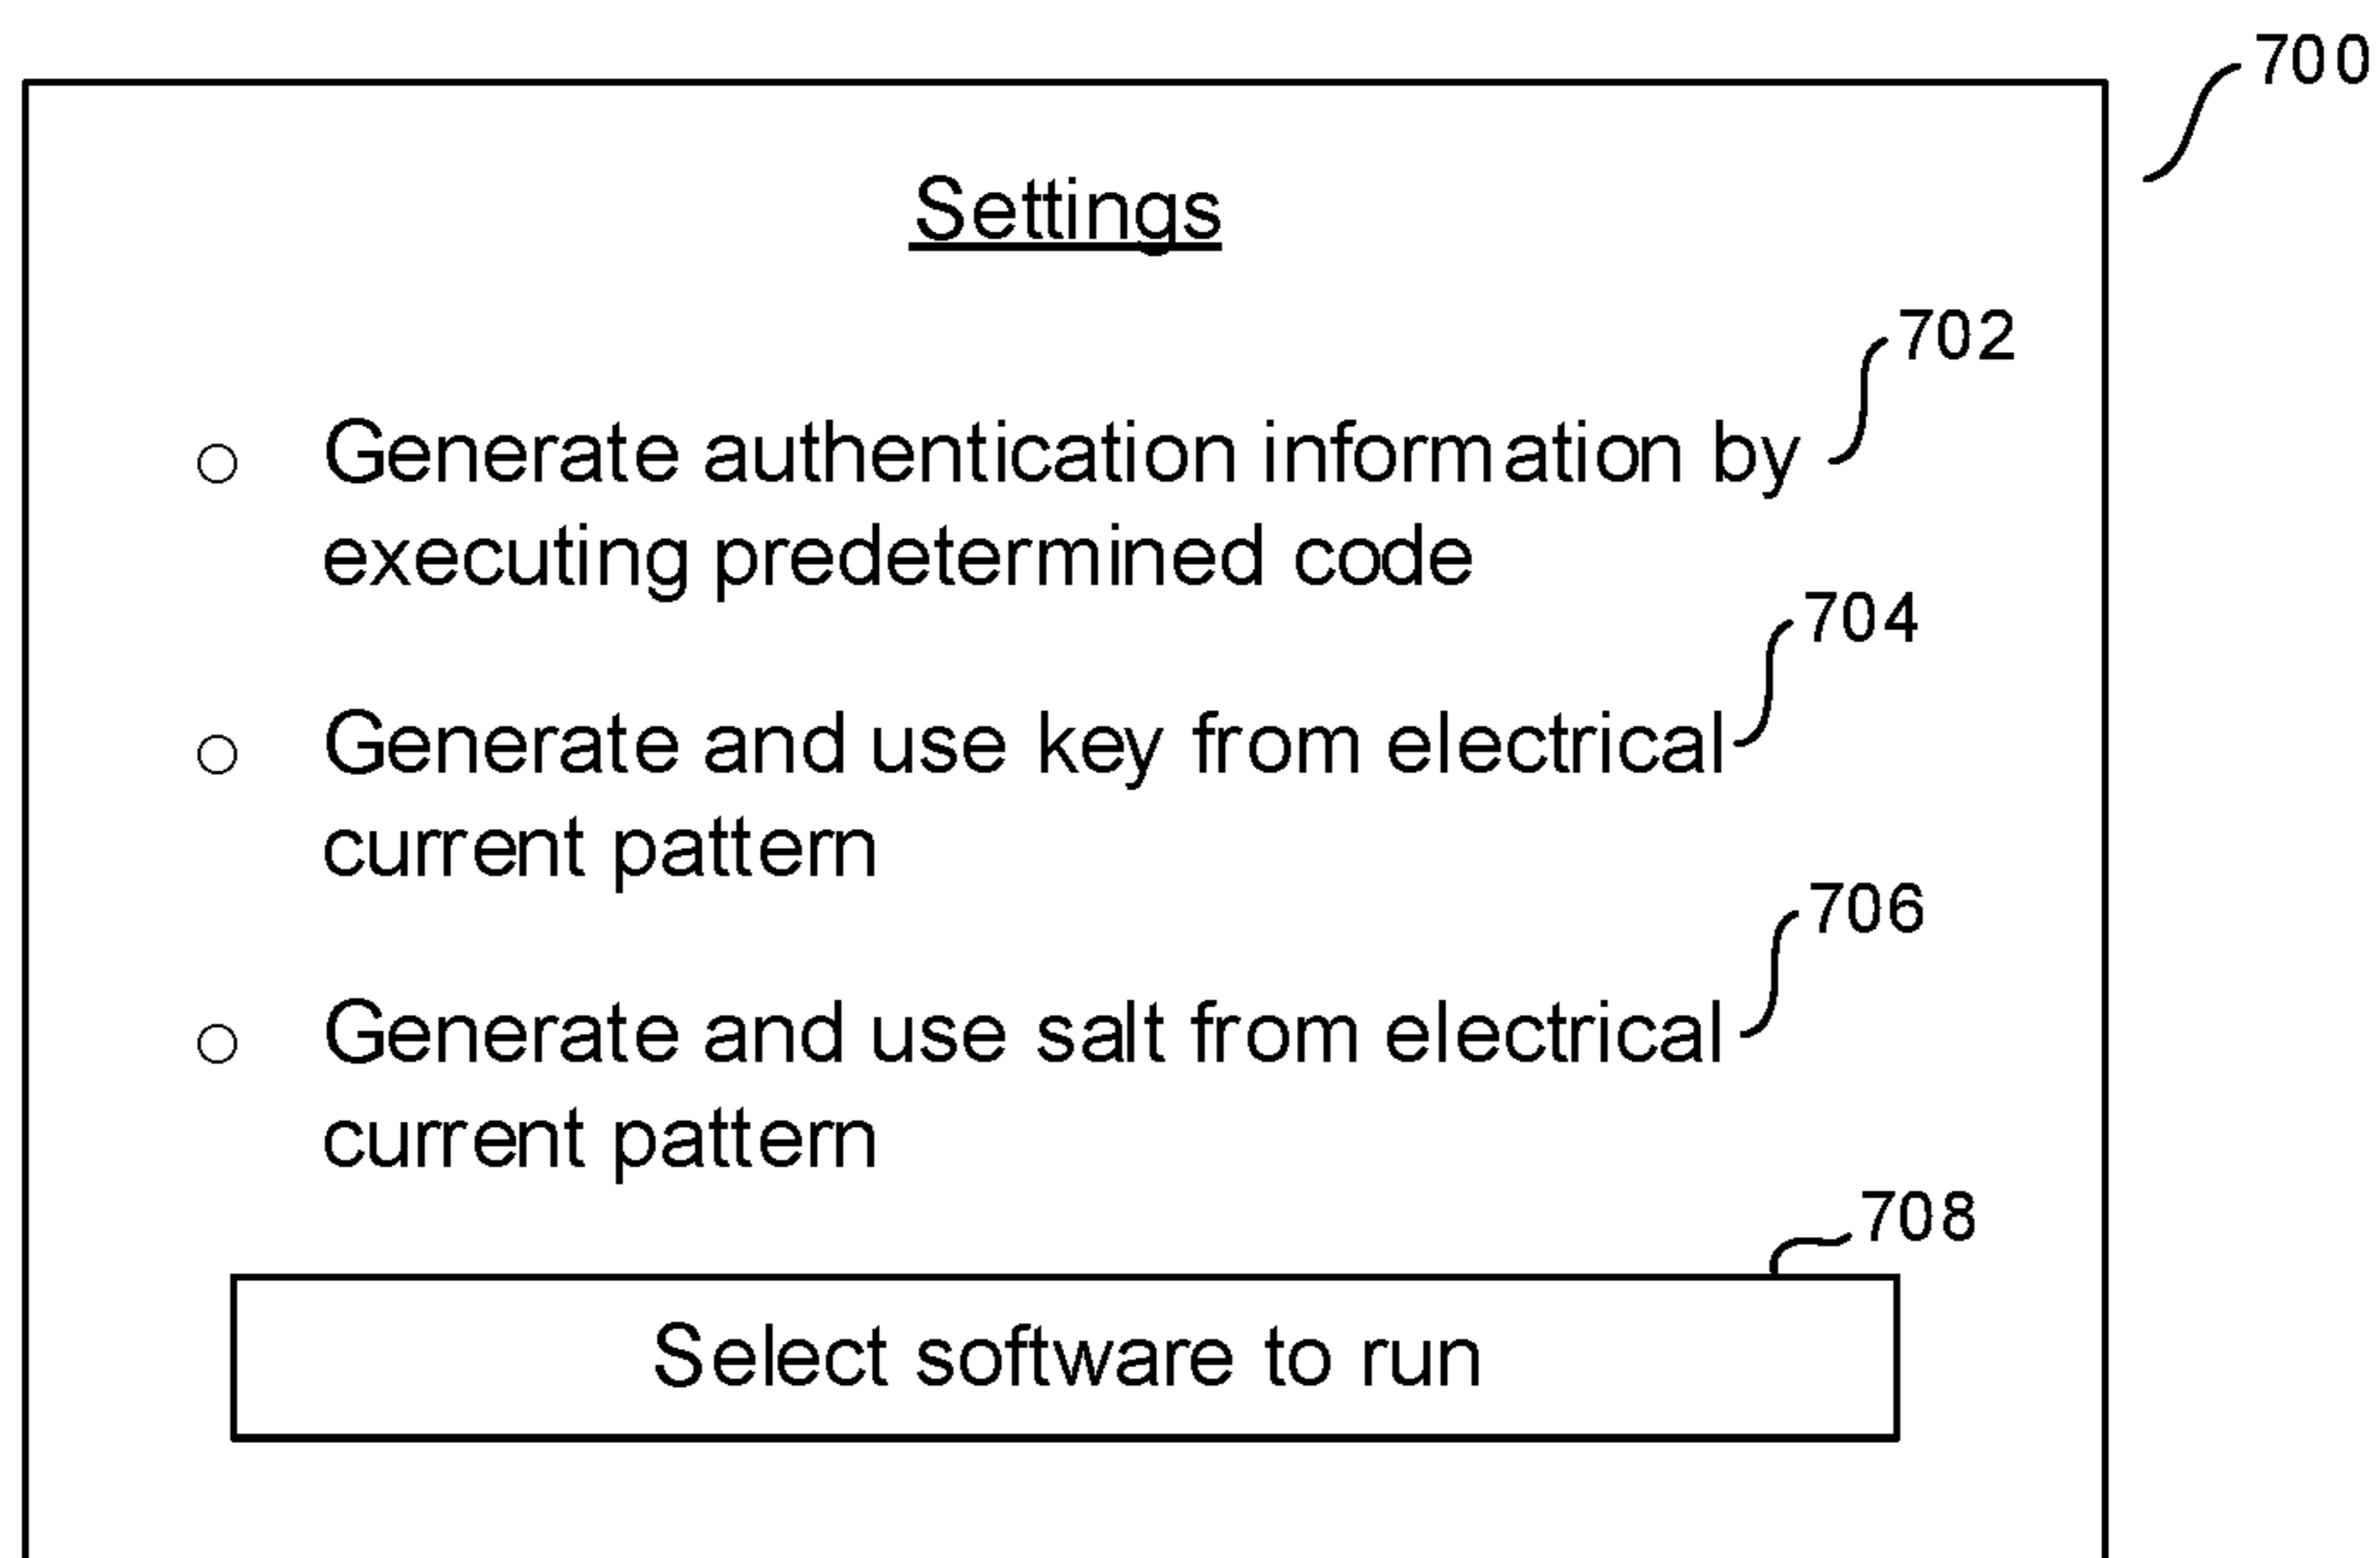 700
Settings
702
Generate authentication information by
executing predetermined code
704
Generate and use key from electrical
current pattern
706
Generate and use salt from electrical
current pattern
708
Select software to run